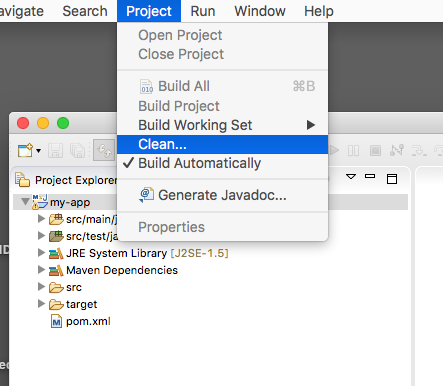 avigate Search Project Run Window Help
Open Project
Close Project
Build All ⌘B
Build Project
Build Working Set
Clean...
Build Automatically
Generate Javadoc...
Properties
Project Explorer
my-app
src/main/j
src/test/ja
JRE System Library [J2SE-1.5]
Maven Dependencies
src
target
pom.xml